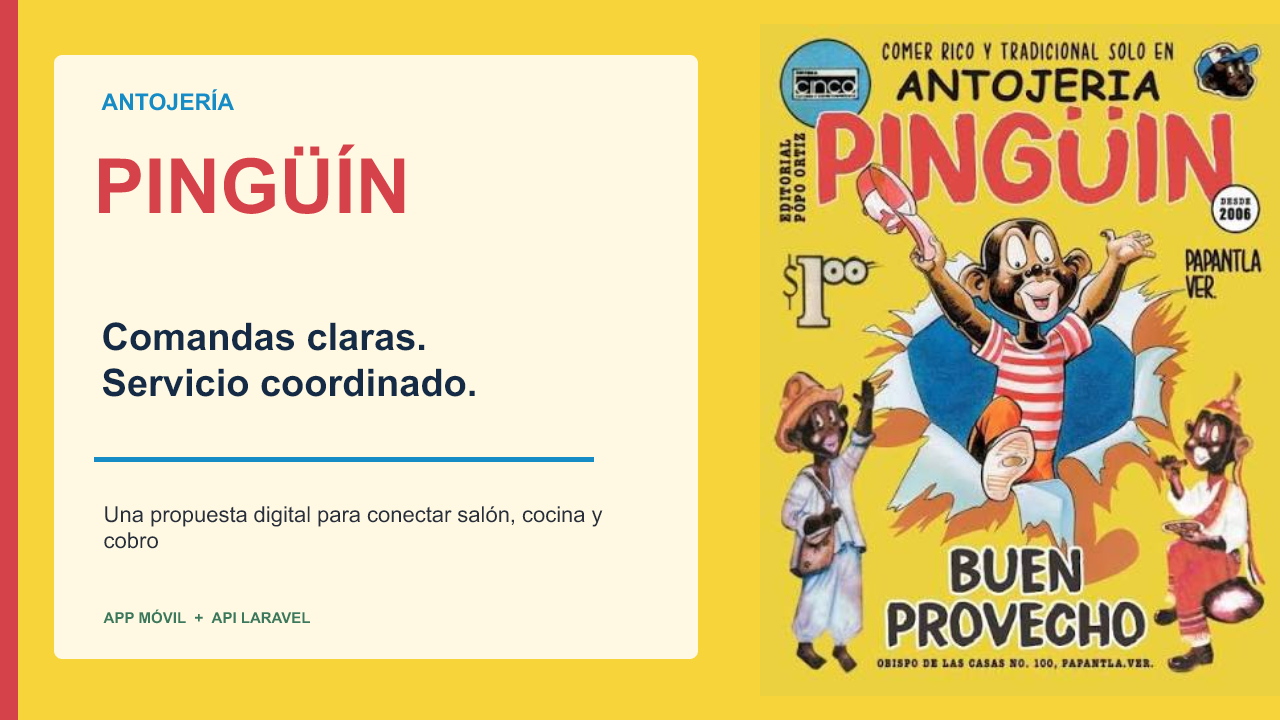 ANTOJERÍA
PINGÜÍN
Comandas claras.
Servicio coordinado.
Una propuesta digital para conectar salón, cocina y
cobro
APP MÓVIL + API LARAVEL
COMER RICO Y TRADICIONAL SOLO EN
ANTOJERIA
PINGÜIN
cinco
EDITORIAL
POPO ORTIZ
DESDE
2006
$1.00
PAPANTLA
VER.
BUEN
PROVECHO
OBISPO DE LAS CASAS NO. 100, PAPANTLA.VER.